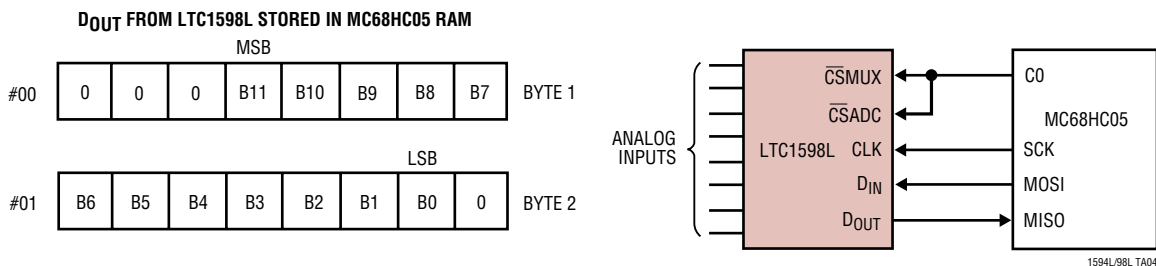 DOUT FROM LTC1598L STORED IN MC68HC05 RAM
MSB
#00 0 0 0 B11 B10 B9 B8 B7 BYTE 1
LSB
#01 B6 B5 B4 B3 B2 B1 B0 0 BYTE 2
ANALOG
INPUTS
LTC1598L
CSMUX
CSADC
CLK
DIN
DOUT
C0
MC68HC05
SCK
MOSI
MISO
1594L/98L TA04